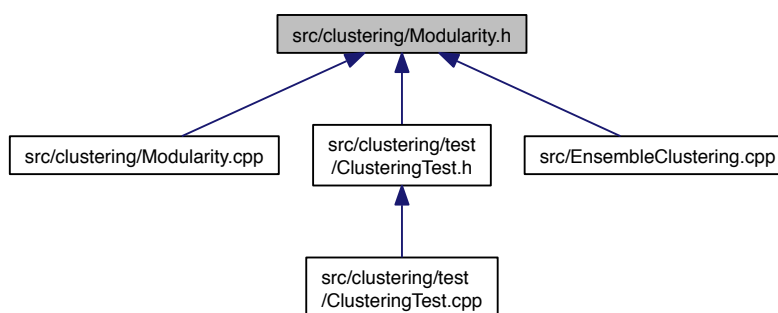 src/clustering/Modularity.h
src/clustering/Modularity.cpp
src/clustering/test
/ClusteringTest.h
src/EnsembleClustering.cpp
src/clustering/test
/ClusteringTest.cpp